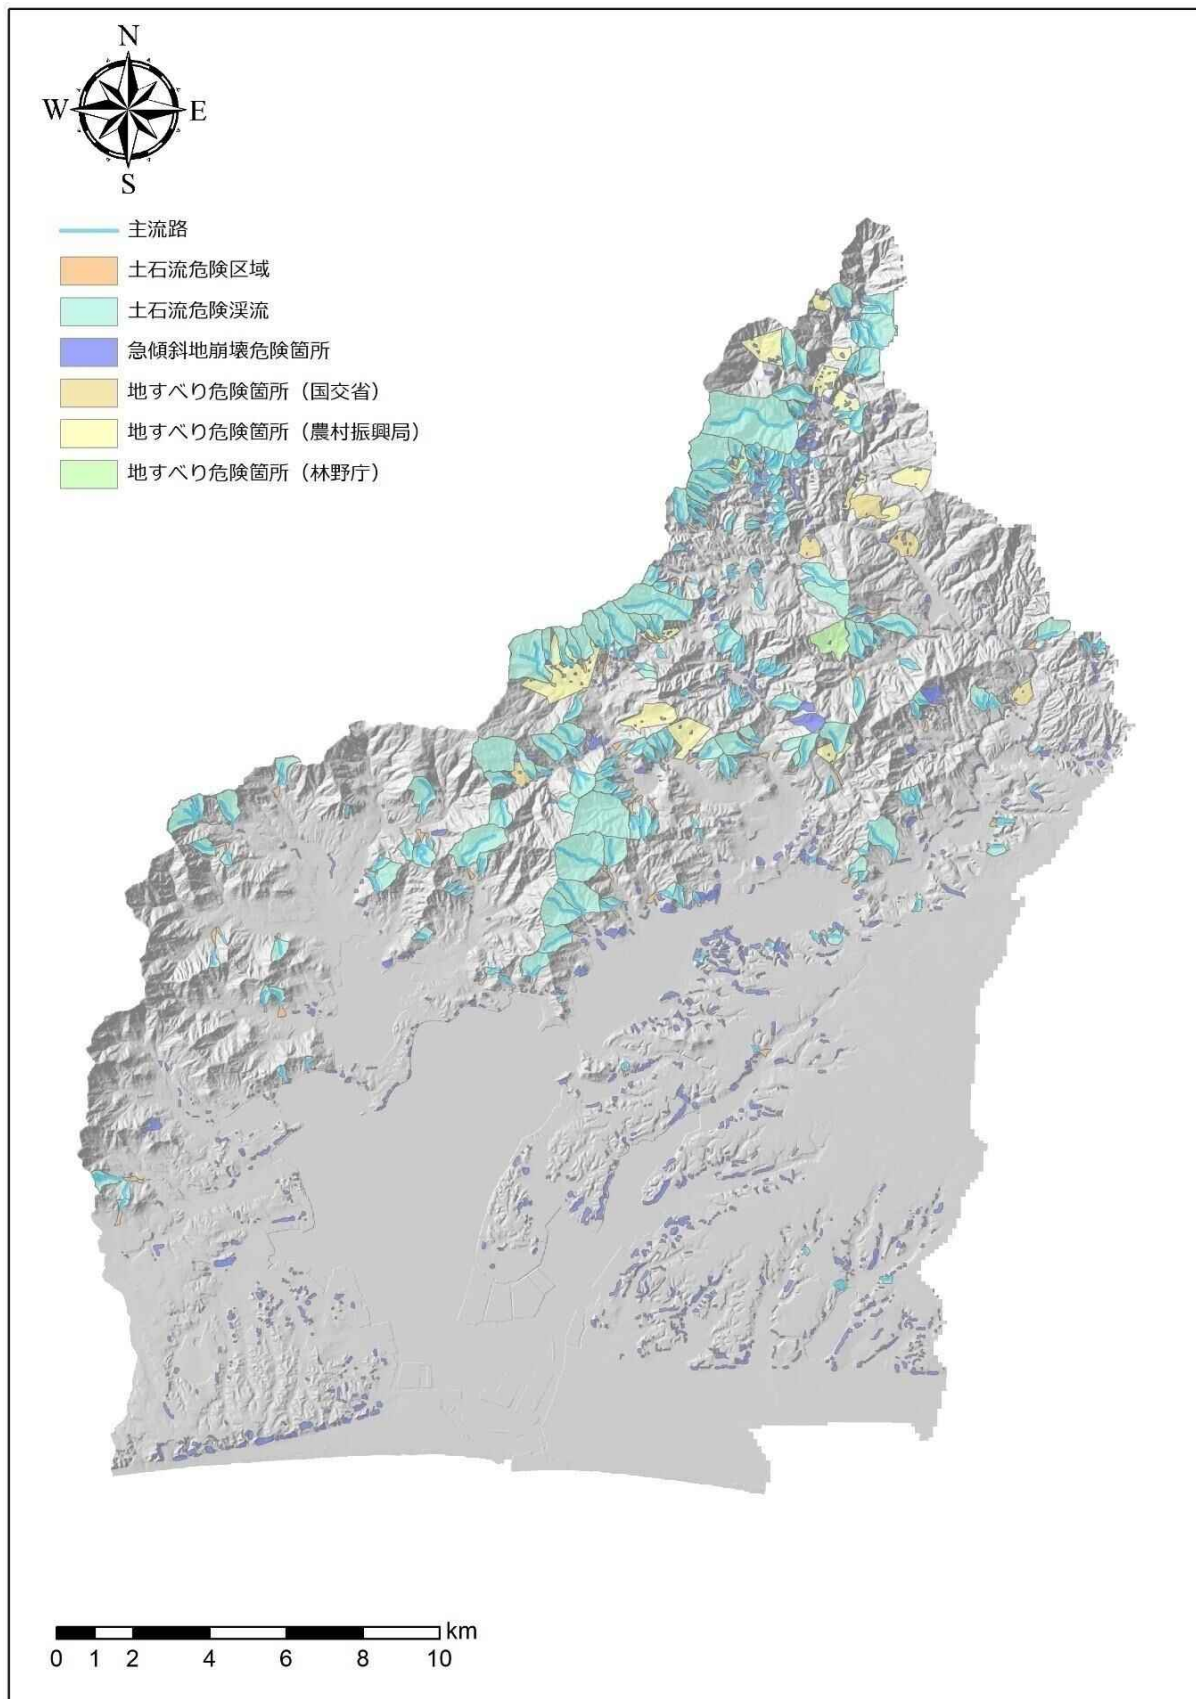 N
W E
S
主流路
土石流危険区域
土石流危険渓流
急傾斜地崩壊危険箇所
地すべり危険箇所（国交省）
地すべり危険箇所（農村振興局）
地すべり危険箇所（林野庁）
km
0 1 2 4 6 8 10